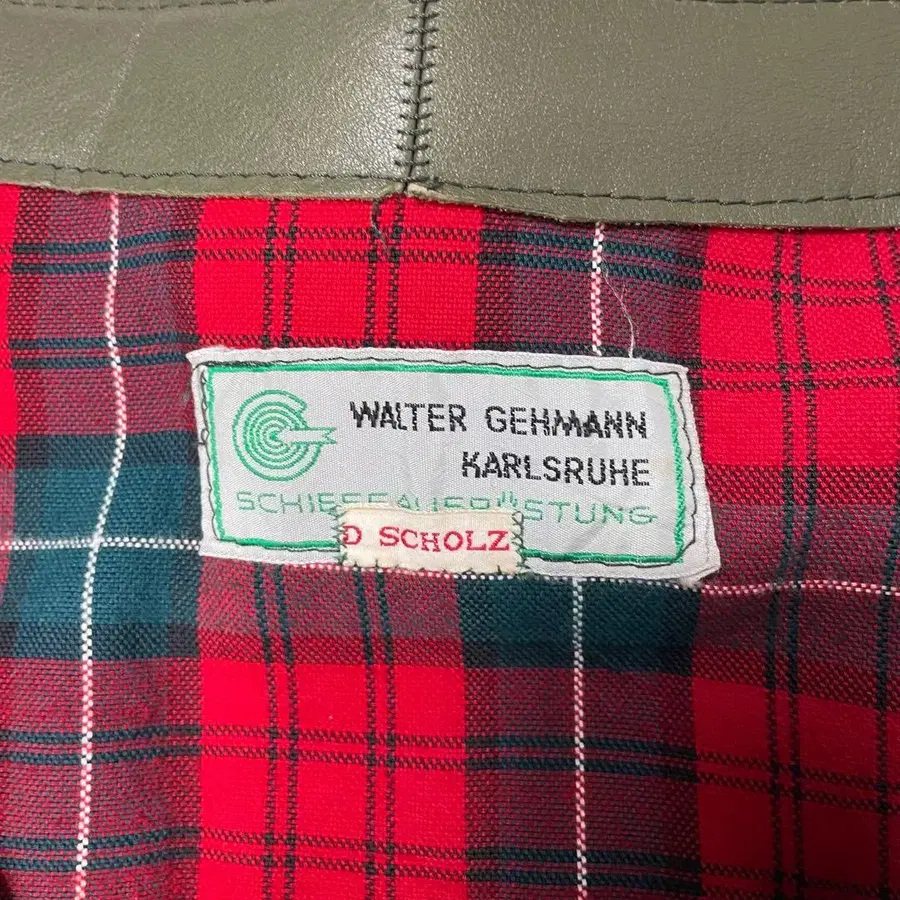 WALTER GEHMANN
KARLSRUHE
SCHIESSAUSRÜSTUNG
D SCHOLZ